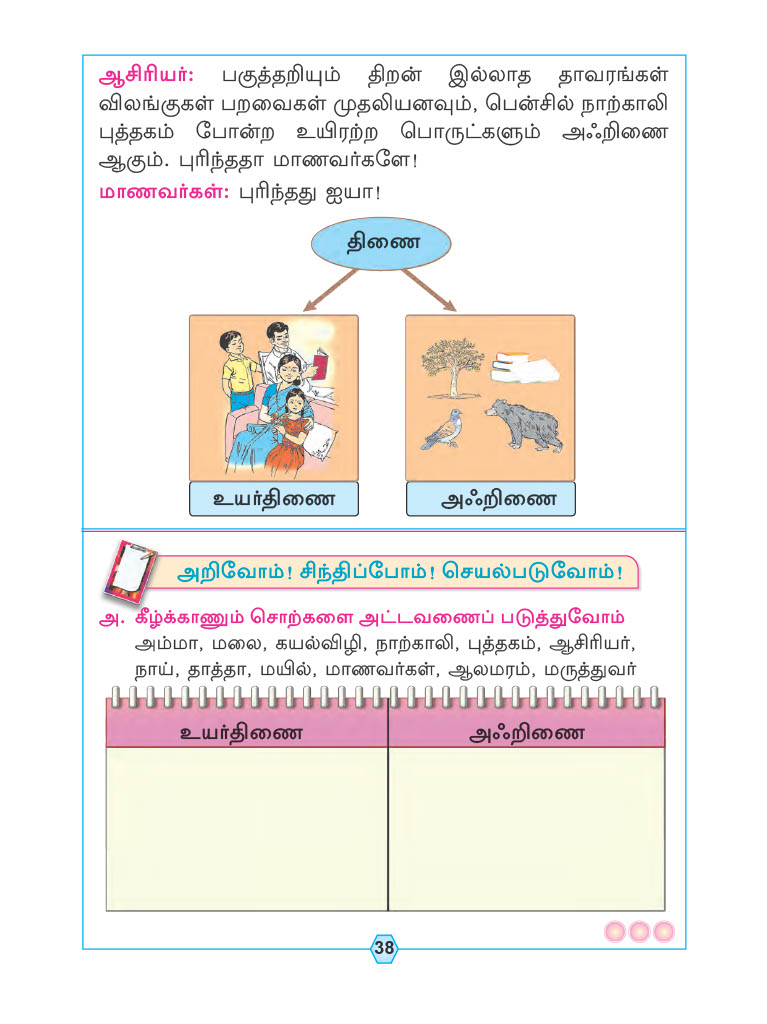 ஆசிரியர்: பகுத்தறியும் திறன் இல்லாத தாவரங்கள்
விலங்குகள் பறவைகள் முதலியனவும், பென்சில் நாற்காலி
புத்தகம் போன்ற உயிரற்ற பொருட்களும் அஃறிணை
ஆகும். புரிந்ததா மாணவர்களே!
மாணவர்கள்: புரிந்தது ஐயா!
திணை
உயர்திணை
அஃறிணை
அறிவோம்! சிந்திப்போம்! செயல்படுவோம்!
அ. கீழ்க்காணும் சொற்களை அட்டவணைப் படுத்துவோம்
அம்மா, மலை, கயல்விழி, நாற்காலி, புத்தகம், ஆசிரியர்,
நாய், தாத்தா, மயில், மாணவர்கள், ஆலமரம், மருத்துவர்
உயர்திணை
அஃறிணை
38